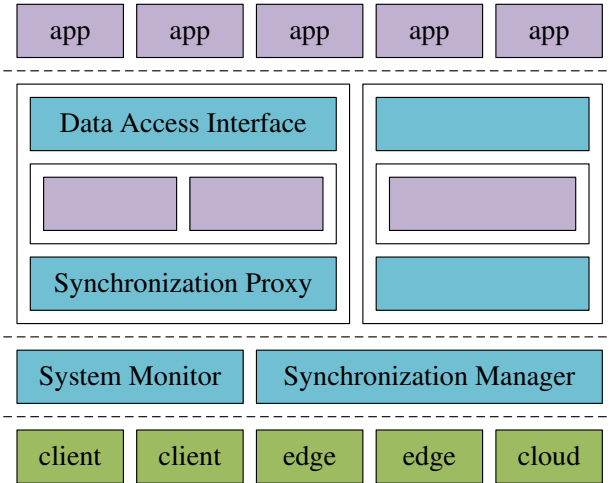 app app app app app
Data Access Interface
Synchronization Proxy
System Monitor Synchronization Manager
client client edge edge cloud